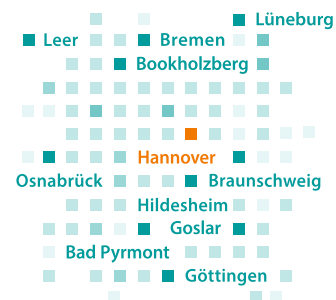 Lüneburg
Leer Bremen
Bookholzberg
Hannover
Osnabrück Braunschweig
Hildesheim
Goslar
Bad Pyrmont
Göttingen